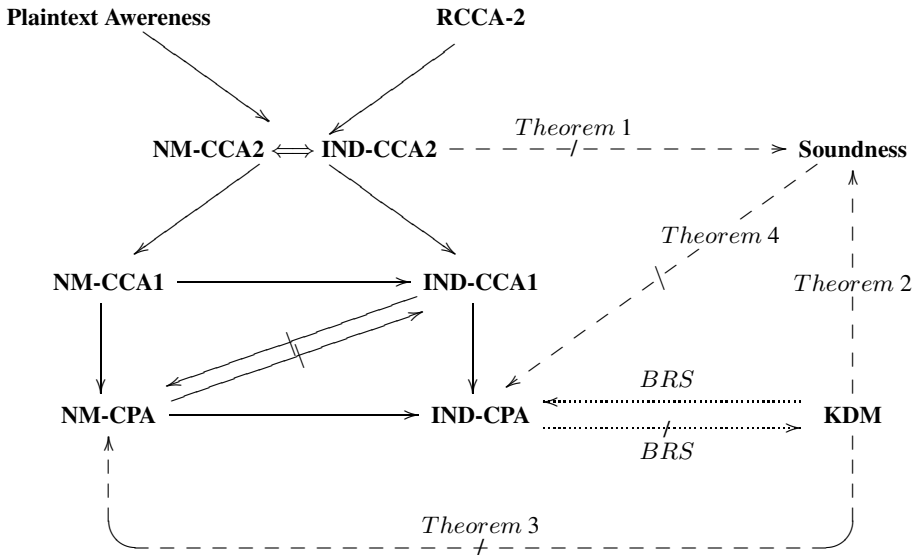 Plaintext Awereness
RCCA-2
NM-CCA2
IND-CCA2
Theorem 1
Soundness
Theorem 4
NM-CCA1
IND-CCA1
Theorem 2
BRS
NM-CPA
IND-CPA
KDM
BRS
Theorem 3